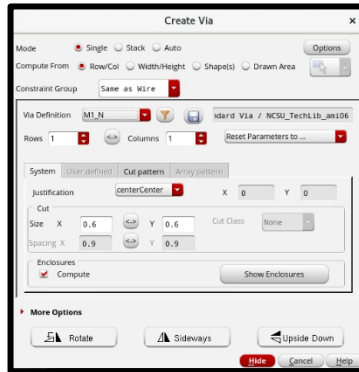 Create Via ×
Mode Single Stack Auto Options
Compute From Row/Col Width/Height Shape(s) Drawn Area
Constraint Group Same as Wire
Via Definition M1_N ndard Via / NCSU_TechLib_ami06
Rows 1 <-> Columns 1 Reset Parameters to ...
System User defined Cut pattern Array pattern
Justification centerCenter X 0 Y 0
Cut
Size X 0.6 <-> Y 0.6 Cut Class None
Spacing X 0.9 <-> Y 0.9
Enclosures
Compute Show Enclosures
More Options
Rotate Sideways Upside Down
Hide Cancel Help